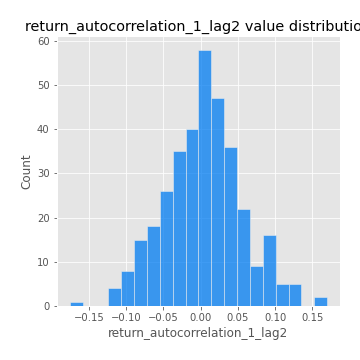 return_autocorrelation_1_lag2 value distributio
60
50
40
30
20
10
0
Count
−0.15 −0.10 −0.05 0.00 0.05 0.10 0.15
return_autocorrelation_1_lag2